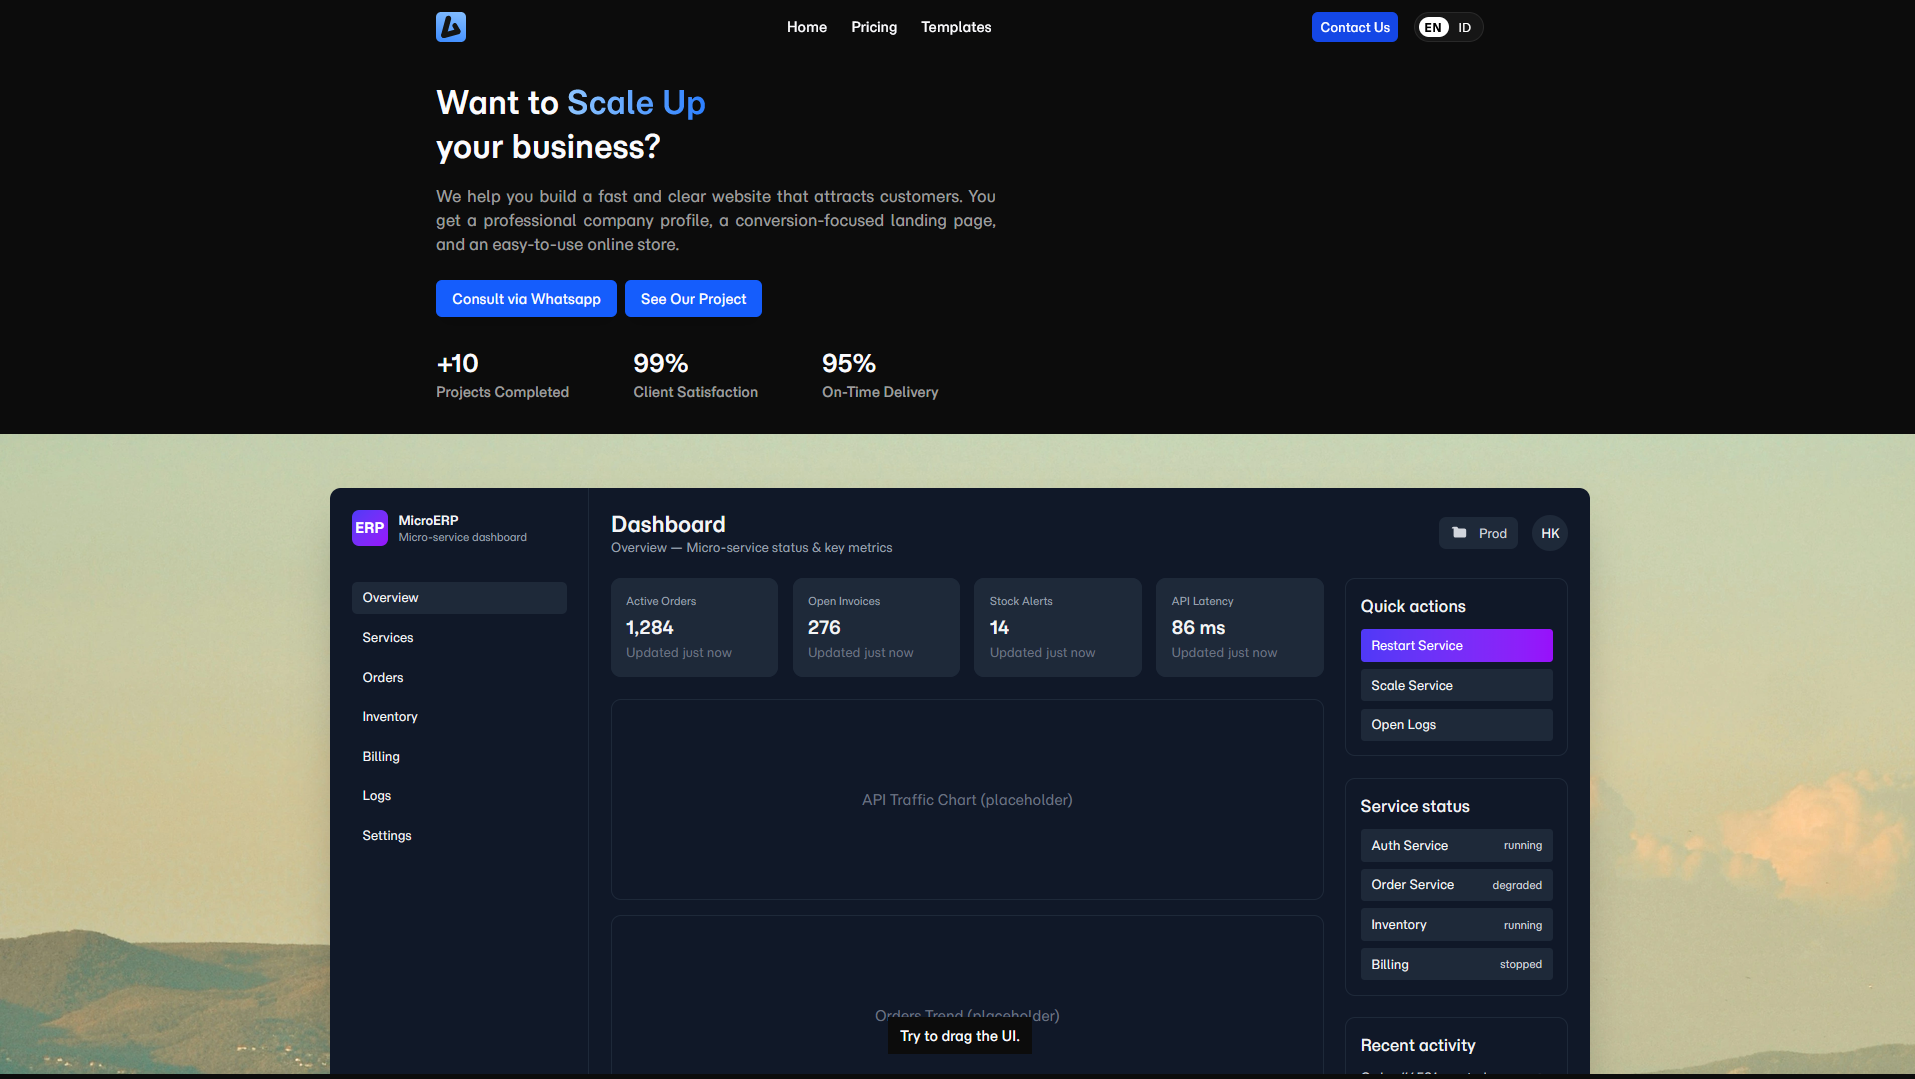 Home Pricing Templates Contact Us EN ID
Want to Scale Up
your business?
We help you build a fast and clear website that attracts customers. You
get a professional company profile, a conversion-focused landing page,
and an easy-to-use online store.
Consult via Whatsapp See Our Project
+10 99% 95%
Projects Completed Client Satisfaction On-Time Delivery
ERP
MicroERP
Micro-service dashboard
Overview
Services
Orders
Inventory
Billing
Logs
Settings
Dashboard
Overview — Micro-service status & key metrics
Prod HK
Active Orders
1,284
Updated just now
Open Invoices
276
Updated just now
Stock Alerts
14
Updated just now
API Latency
86 ms
Updated just now
API Traffic Chart (placeholder)
Orders Trend (placeholder)
Try to drag the UI.
Quick actions
Restart Service
Scale Service
Open Logs
Service status
Auth Service running
Order Service degraded
Inventory running
Billing stopped
Recent activity